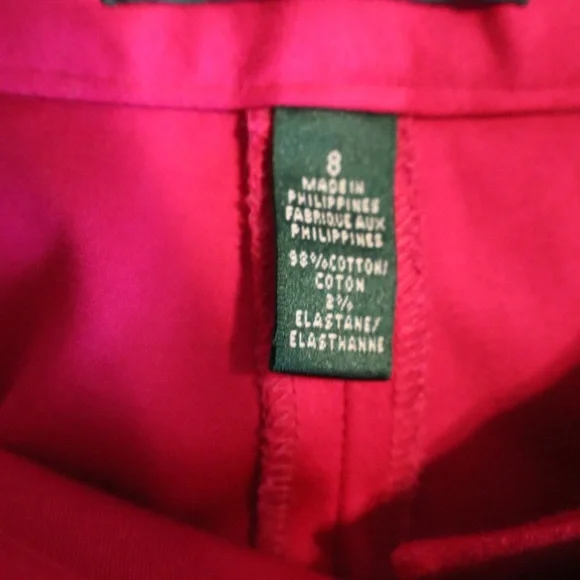 8
MADE IN
PHILIPPINES
FABRIQUE AUX
PHILIPPINES
98% COTTON/
COTON
2%
ELASTANE/
ELASTHANNE